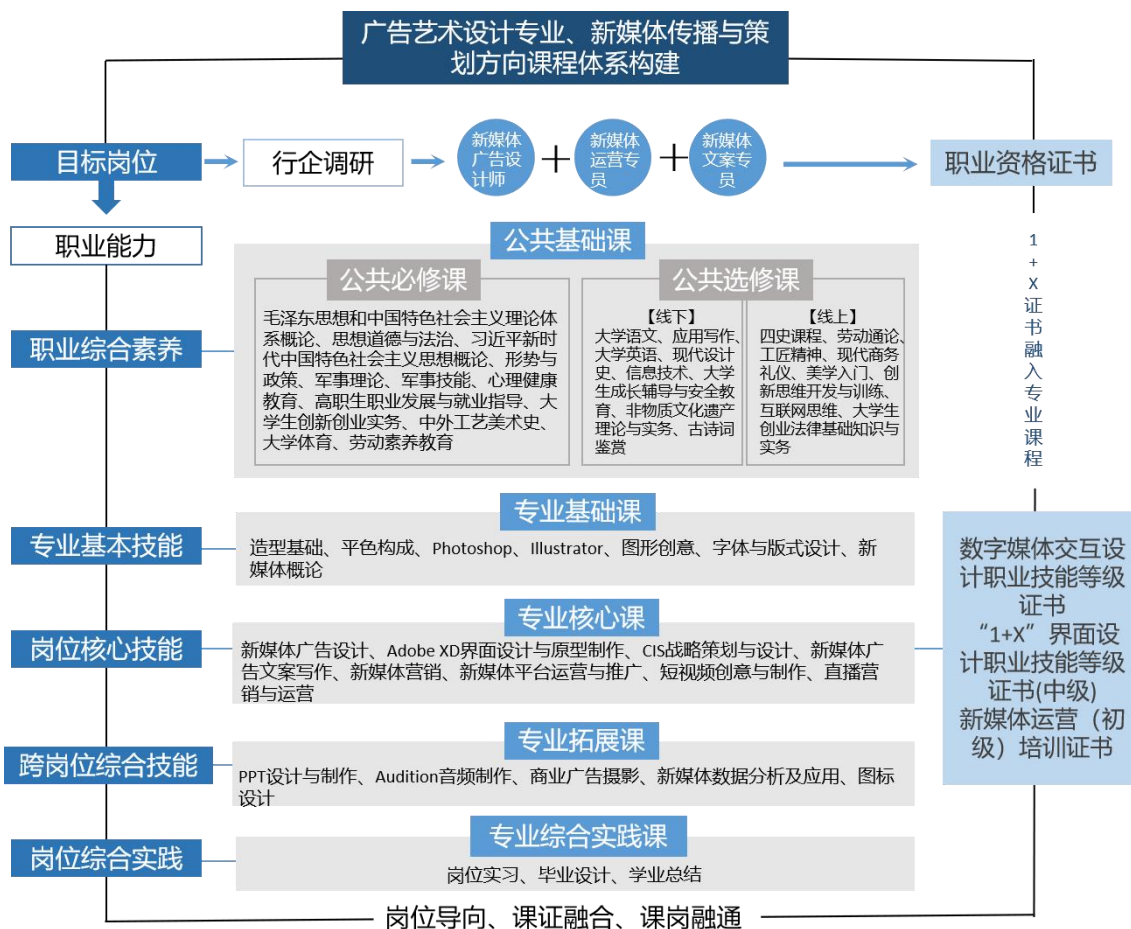 广告艺术设计专业、新媒体传播与策
划方向课程体系构建
目标岗位
行企调研
新媒体
广告设
计师
新媒体
运营专
员
新媒体
文案专
员
职业资格证书
职业能力
1+X证书融入专业课程
公共基础课
职业综合素养
公共必修课
毛泽东思想和中国特色社会主义理论体
系概论、思想道德与法治、习近平新时
代中国特色社会主义思想概论、形势与
政策、军事理论、军事技能、心理健康
教育、高职生职业发展与就业指导、大
学生创新创业实务、中外工艺美术史、
大学体育、劳动素养教育
公共选修课
【线下】
大学语文、应用写作、
大学英语、现代设计
史、信息技术、大学
生成长辅导与安全教
育、非物质文化遗产
理论与实务、古诗词
鉴赏
【线上】
四史课程、劳动通论、
工匠精神、现代商务
礼仪、美学入门、创
新思维开发与训练、
互联网思维、大学生
创业法律基础知识与
实务
专业基本技能
专业基础课
造型基础、平色构成、Photoshop、Illustrator、图形创意、字体与版式设计、新
媒体概论
岗位核心技能
专业核心课
新媒体广告设计、Adobe XD界面设计与原型制作、CIS战略策划与设计、新媒体广
告文案写作、新媒体营销、新媒体平台运营与推广、短视频创意与制作、直播营
销与运营
数字媒体交互设
计职业技能等级
证书
“1+X”界面设
计职业技能等级
证书(中级)
新媒体运营（初
级）培训证书
跨岗位综合技能
专业拓展课
PPT设计与制作、Audition音频制作、商业广告摄影、新媒体数据分析及应用、图标
设计
岗位综合实践
专业综合实践课
岗位实习、毕业设计、学业总结
岗位导向、课证融合、课岗融通